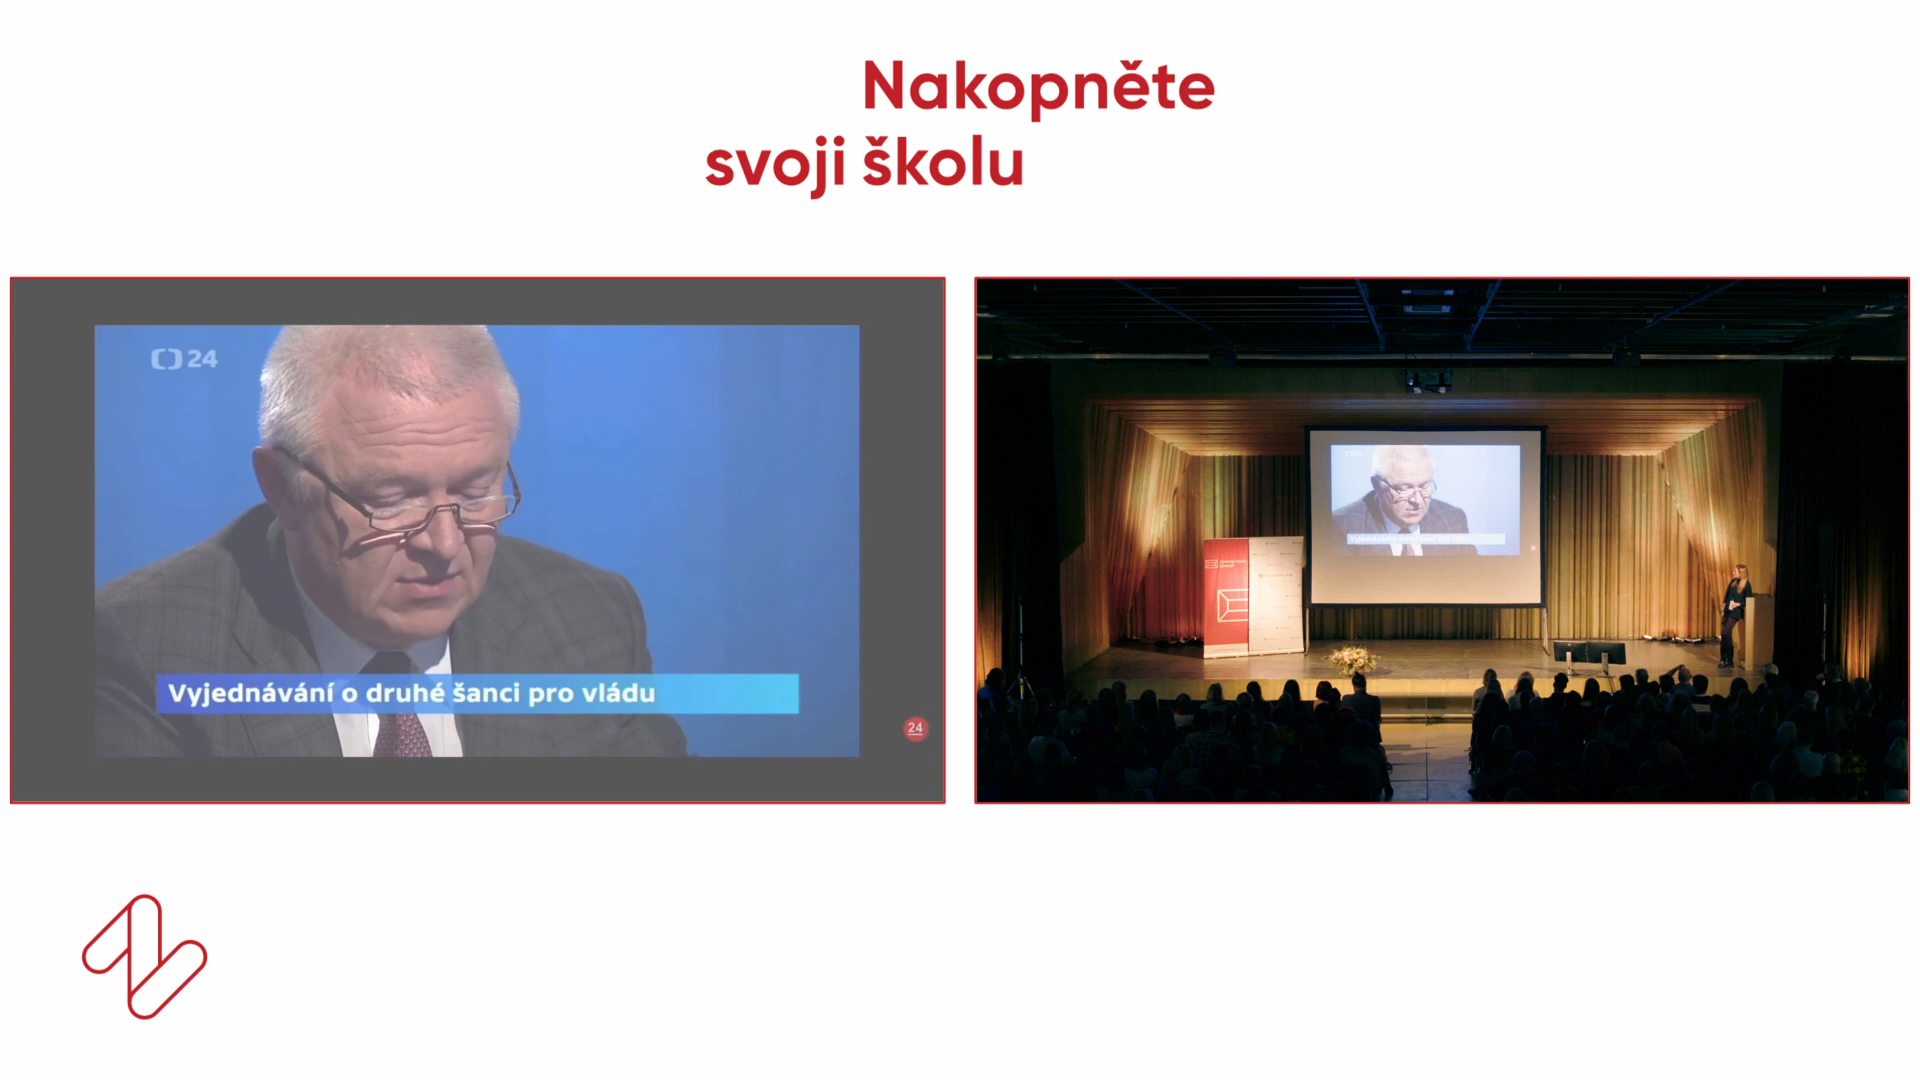 Nakopněte
svoji školu
24
Vyjednávání o druhé šanci pro vládu
24